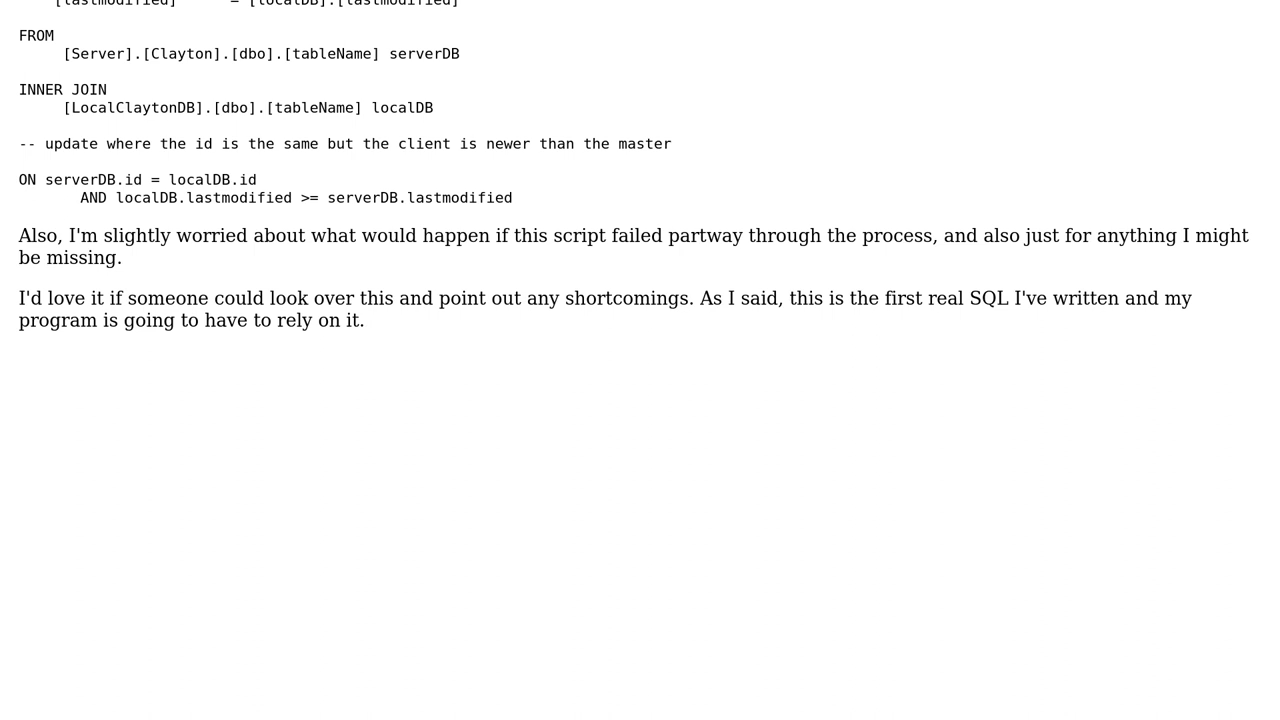 [lastmodified]      = [localDB].[lastmodified]
FROM
     [Server].[Clayton].[dbo].[tableName] serverDB
INNER JOIN
     [LocalClaytonDB].[dbo].[tableName] localDB
-- update where the id is the same but the client is newer than the master
ON serverDB.id = localDB.id
       AND localDB.lastmodified >= serverDB.lastmodified
Also, I'm slightly worried about what would happen if this script failed partway through the process, and also just for anything I might
be missing.
I'd love it if someone could look over this and point out any shortcomings. As I said, this is the first real SQL I've written and my
program is going to have to rely on it.